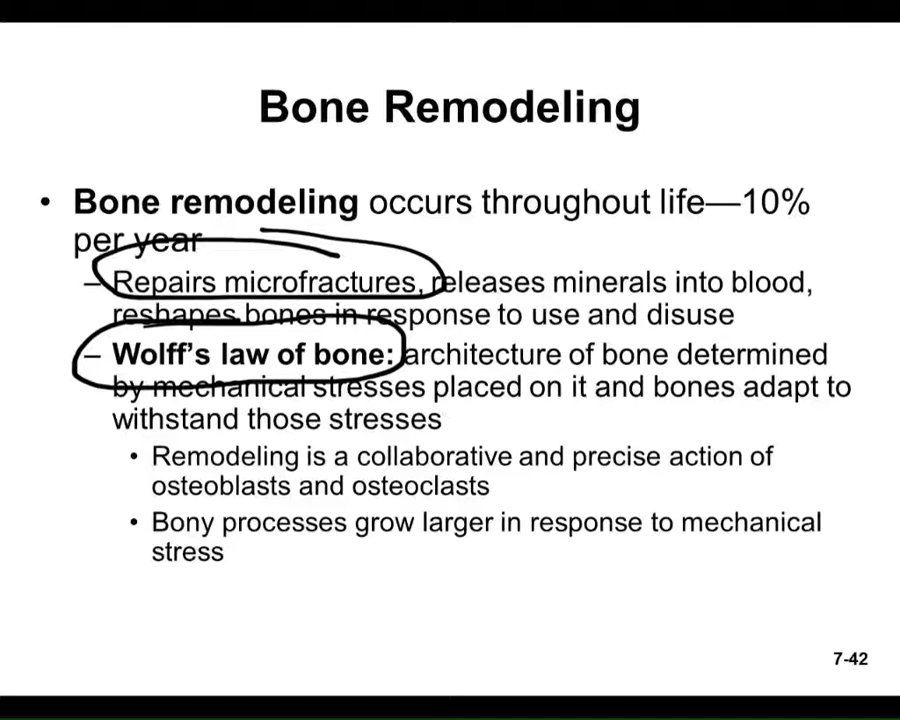 Bone Remodeling
• Bone remodeling occurs throughout life—10%
per year
– Repairs microfractures, releases minerals into blood,
reshapes bones in response to use and disuse
– Wolff’s law of bone: architecture of bone determined
by mechanical stresses placed on it and bones adapt to
withstand those stresses
• Remodeling is a collaborative and precise action of
osteoblasts and osteoclasts
• Bony processes grow larger in response to mechanical
stress
7-42